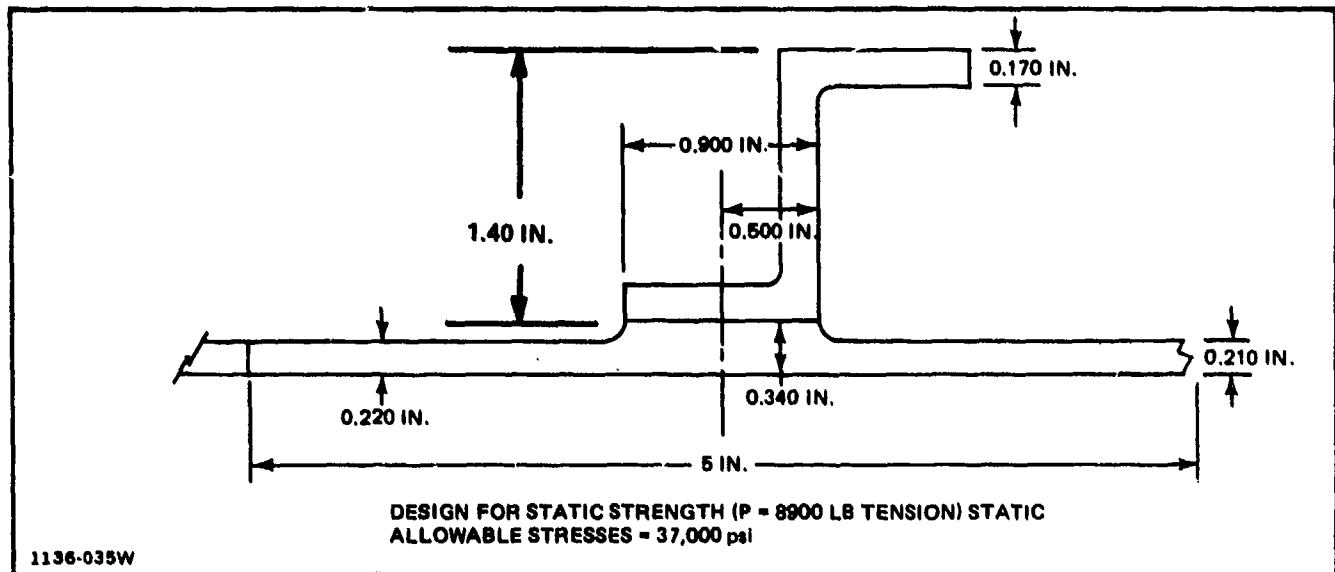 0.170 IN.
0.900 IN.
1.40 IN.
0.500 IN.
0.210 IN.
0.340 IN.
0.220 IN.
5 IN.
DESIGN FOR STATIC STRENGTH (P = 8900 LB TENSION) STATIC
ALLOWABLE STRESSES = 37,000 psi
1136-035W